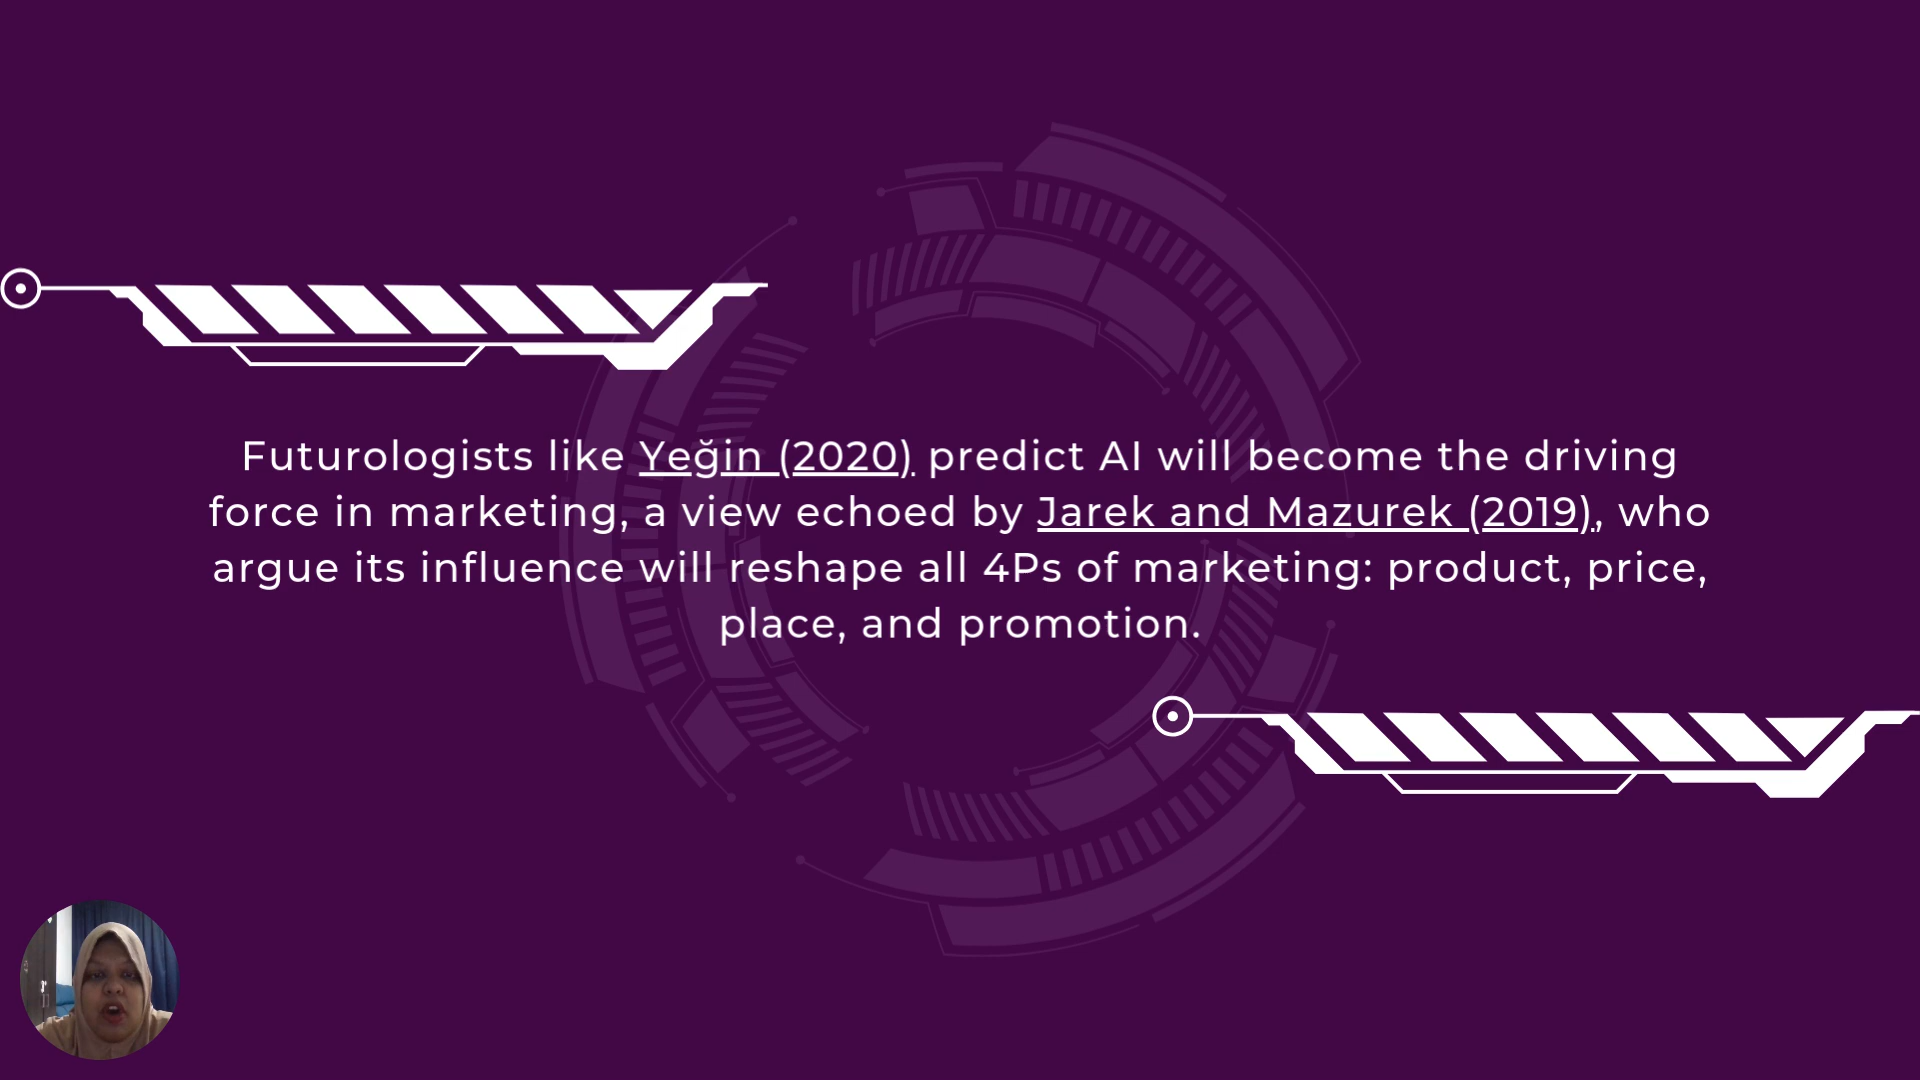 Futurologists like Yeğin (2020) predict AI will become the driving
force in marketing, a view echoed by Jarek and Mazurek (2019), who
argue its influence will reshape all 4Ps of marketing: product, price,
place, and promotion.